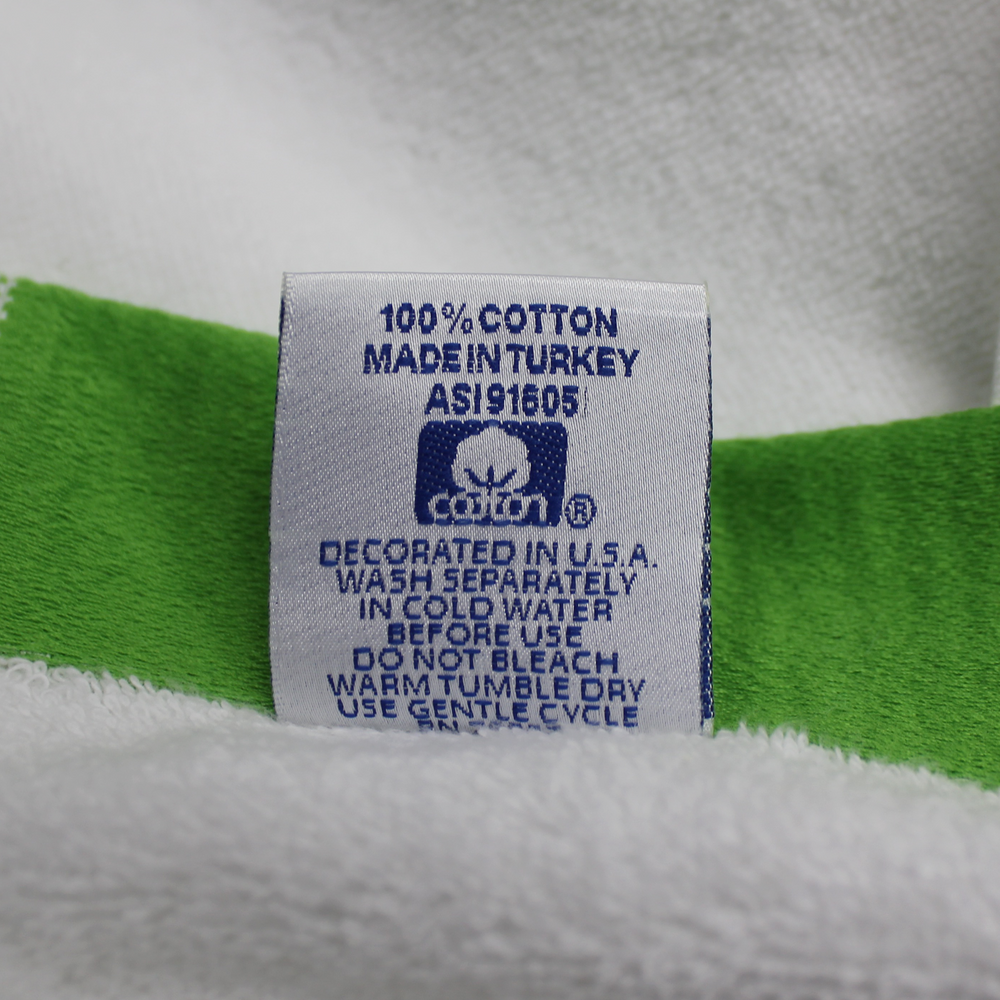 100% COTTON
MADE IN TURKEY
ASI 91605
cotton
®
DECORATED IN U.S.A.
WASH SEPARATELY
IN COLD WATER
BEFORE USE
DO NOT BLEACH
WARM TUMBLE DRY
USE GENTLE CYCLE
RN